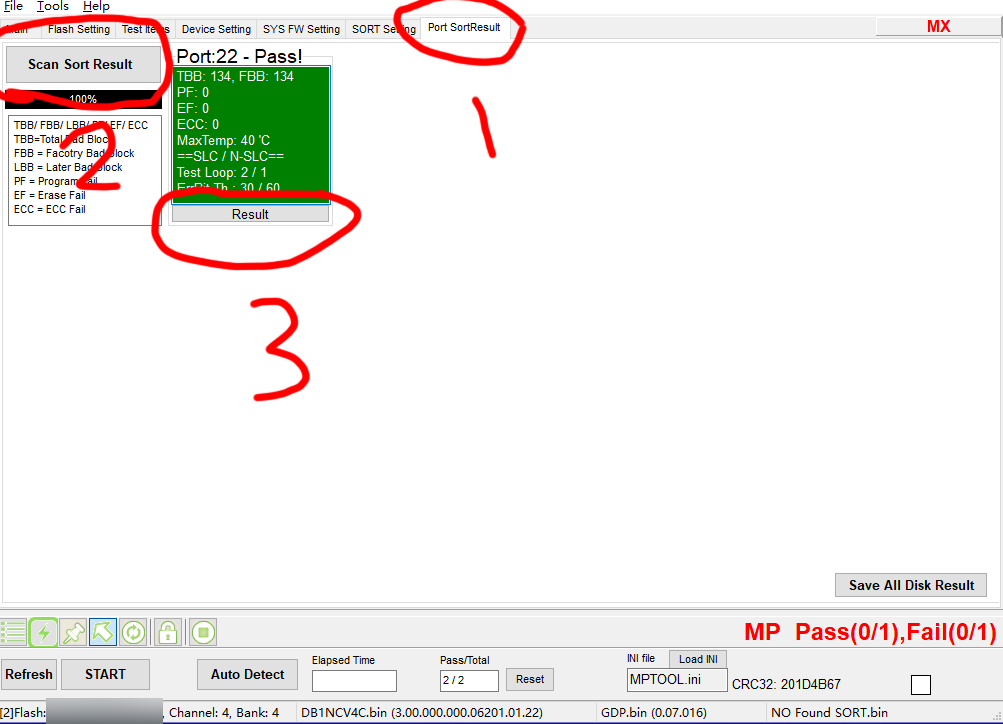 File Tools Help
Flash Setting Test Items Device Setting SYS FW Setting SORT Setting Port SortResult
MX
Scan Sort Result
100%
TBB/ FBB/ LBB/ PF/ EF/ ECC
TBB=Total Bad Block
FBB = Facotry Bad Block
LBB = Later Bad Block
PF = Program Fail
EF = Erase Fail
ECC = ECC Fail
2
Port:22 - Pass!
TBB: 134, FBB: 134
PF: 0
EF: 0
ECC: 0
MaxTemp: 40 'C
==SLC / N-SLC==
Test Loop: 2 / 1
ErrBit Th.: 30 / 60
Result
1
3
Save All Disk Result
MP Pass(0/1),Fail(0/1)
Refresh START Auto Detect
Elapsed Time
Pass/Total
2 / 2
Reset
INI file Load INI
MPTOOL.ini
CRC32: 201D4B67
[2]Flash: , Channel: 4, Bank: 4 DB1NCV4C.bin (3.00.000.000.06201.01.22) GDP.bin (0.07.016) NO Found SORT.bin